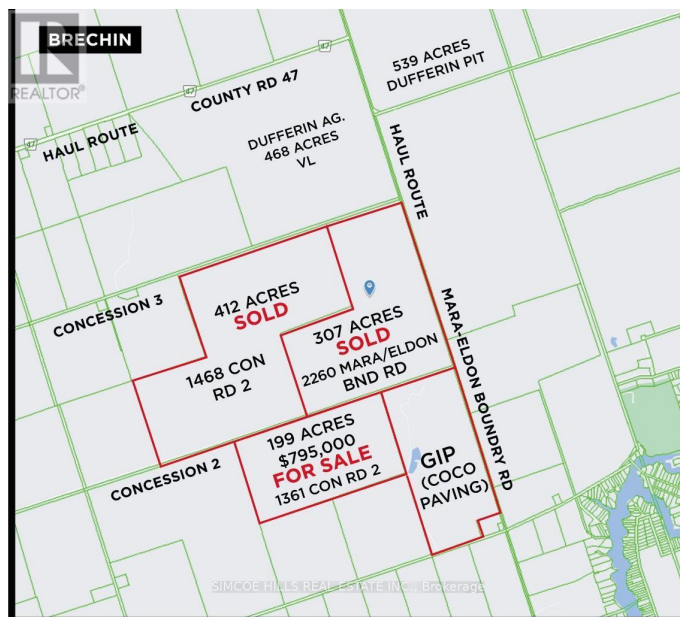 BRECHIN
REALTOR®
539 ACRES
DUFFERIN PIT
47
COUNTY RD 47
47
47
HAUL ROUTE
DUFFERIN AG.
468 ACRES
VL
HAUL ROUTE
CONCESSION 3
412 ACRES
SOLD
307 ACRES
SOLD
2260 MARA/ELDON
BND RD
MARA-ELDON BOUNDRY RD
1468 CON
RD 2
199 ACRES
$795,000
FOR SALE
1361 CON RD 2
CONCESSION 2
GIP
(COCO
PAVING)
SIMCOE HILLS REAL ESTATE INC., Brokerage